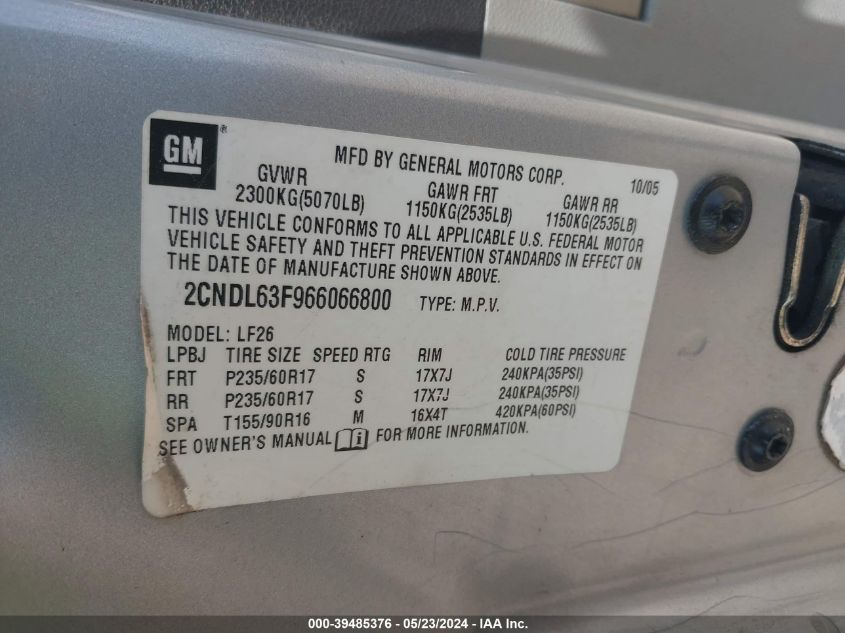 GM®
MFD BY GENERAL MOTORS CORP. 10/05
GVWR GAWR FRT GAWR RR
2300KG(5070LB) 1150KG(2535LB) 1150KG(2535LB)
THIS VEHICLE CONFORMS TO ALL APPLICABLE U.S. FEDERAL MOTOR
VEHICLE SAFETY AND THEFT PREVENTION STANDARDS IN EFFECT ON
THE DATE OF MANUFACTURE SHOWN ABOVE.
2CNDL63F966066800 TYPE: M.P.V.
MODEL: LF26
LPBJ TIRE SIZE SPEED RTG RIM COLD TIRE PRESSURE
FRT P235/60R17 S 17X7J 240KPA(35PSI)
RR P235/60R17 S 17X7J 240KPA(35PSI)
SPA T155/90R16 M 16X4T 420KPA(60PSI)
SEE OWNER'S MANUAL i FOR MORE INFORMATION.
000-39485376 - 05/23/2024 - IAA Inc.